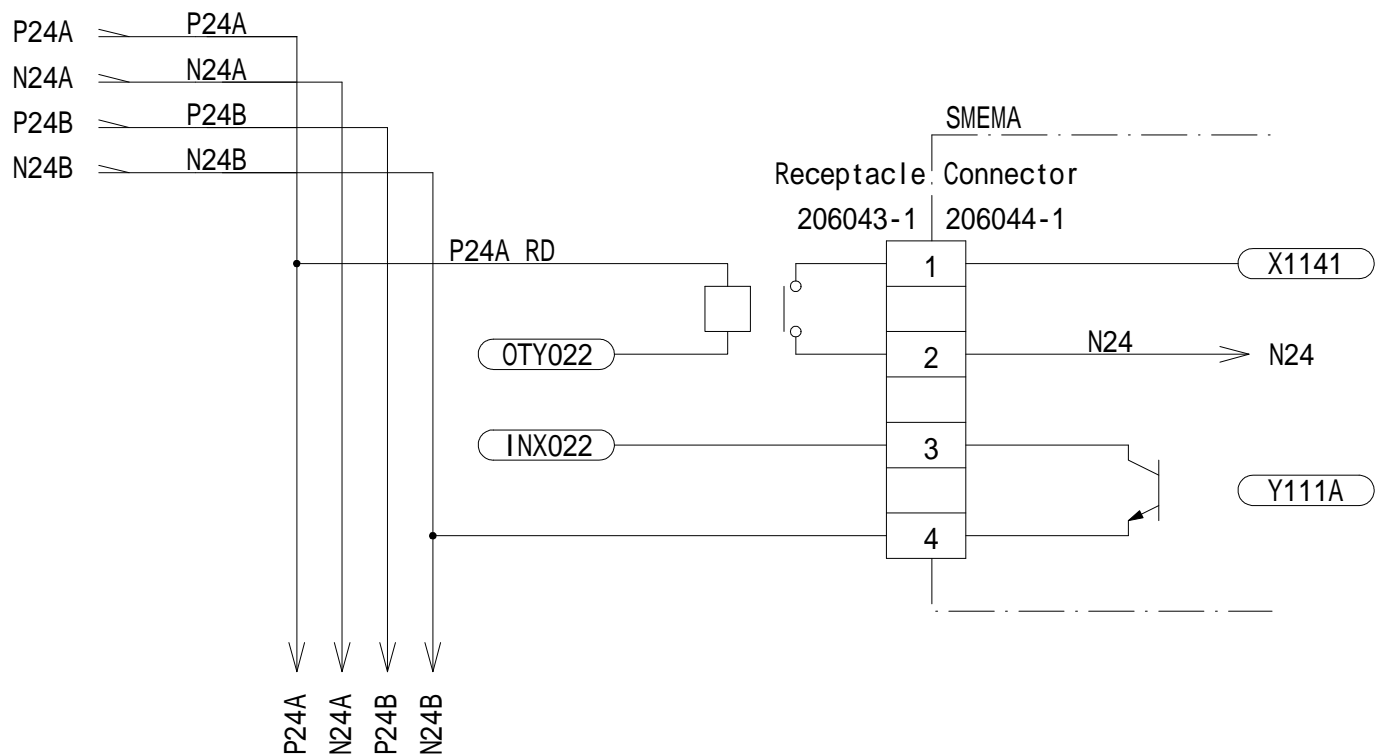 P24A P24A
N24A N24A
P24B P24B
N24B N24B
SMEMA
Receptacle Connector
206043-1 206044-1
P24A RD
1
X1141
OTY022
2
N24
N24
INX022
3
Y111A
4
P24A
N24A
P24B
N24B